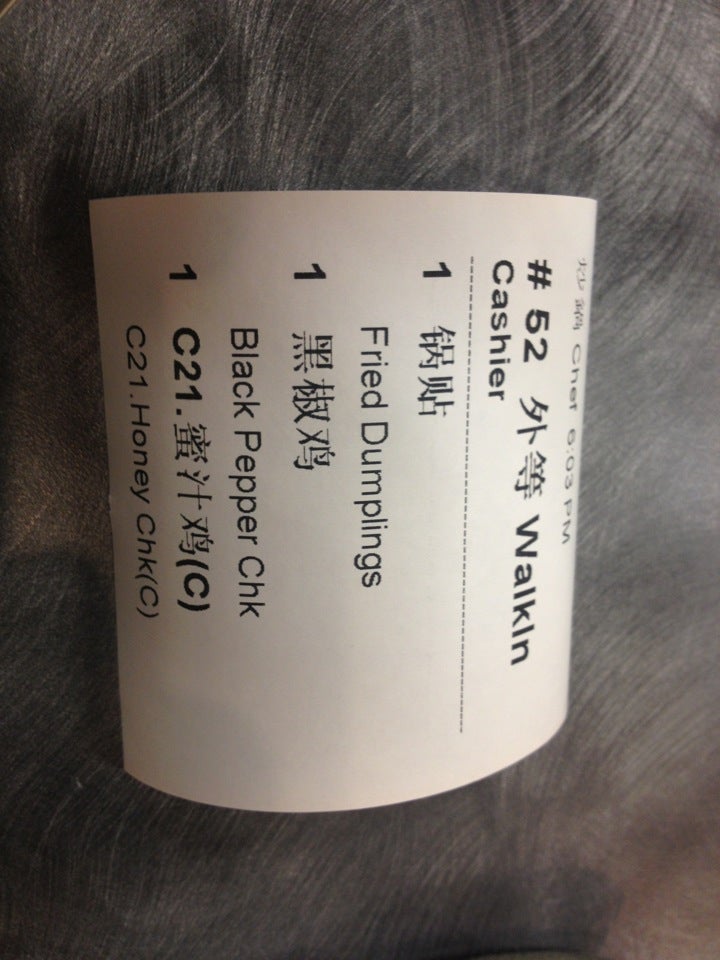 炒鍋 Chef 6:03 PM
# 52 外等 WalkIn
Cashier
1 锅贴
Fried Dumplings
1 黑椒鸡
Black Pepper Chk
1 C21.蜜汁鸡(C)
C21.Honey Chk(C)